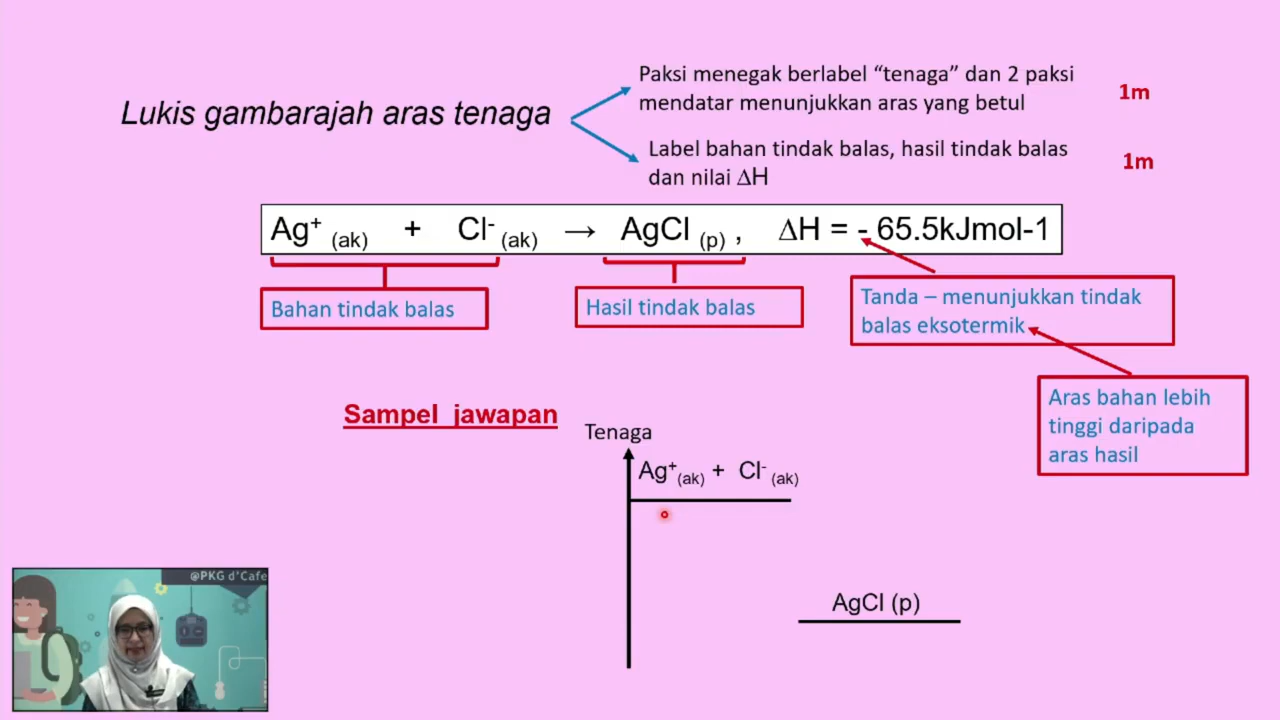 Paksi menegak berlabel “tenaga” dan 2 paksi
mendatar menunjukkan aras yang betul
1m
Lukis gambarajah aras tenaga
Label bahan tindak balas, hasil tindak balas
dan nilai ∆H
1m
Ag⁺ (ak) + Cl⁻ (ak) → AgCl (p) , ∆H = - 65.5kJmol-1
Bahan tindak balas
Hasil tindak balas
Tanda – menunjukkan tindak
balas eksotermik
Aras bahan lebih
tinggi daripada
aras hasil
Sampel jawapan
Tenaga
Ag⁺(ak) + Cl⁻ (ak)
AgCl (p)
@PKG d'Cafe